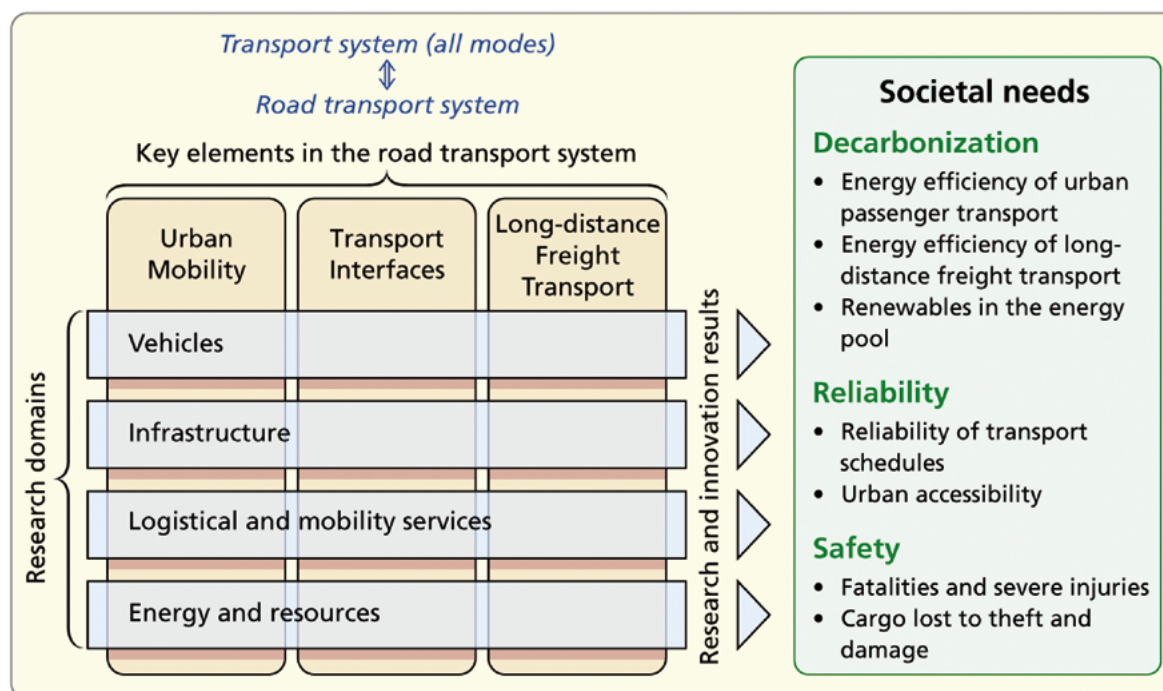 Transport system (all modes)
Road transport system
Key elements in the road transport system
Urban
Mobility
Transport
Interfaces
Long-distance
Freight
Transport
Research domains
Vehicles
Infrastructure
Logistical and mobility services
Energy and resources
Research and innovation results
Societal needs
Decarbonization
• Energy efficiency of urban
passenger transport
• Energy efficiency of long-
distance freight transport
• Renewables in the energy
pool
Reliability
• Reliability of transport
schedules
• Urban accessibility
Safety
• Fatalities and severe injuries
• Cargo lost to theft and
damage